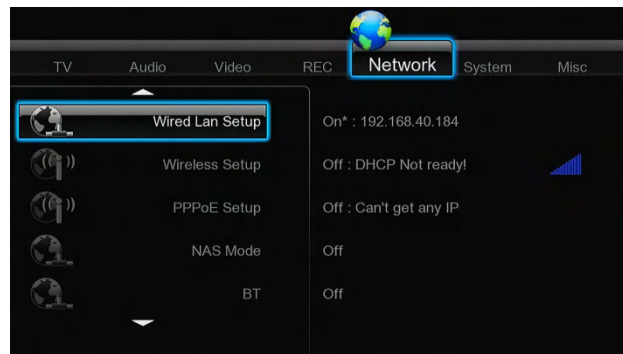 TV Audio Video REC Network System Misc
Wired Lan Setup On* : 192.168.40.184
Wireless Setup Off : DHCP Not ready!
PPPoE Setup Off : Can't get any IP
NAS Mode Off
BT Off